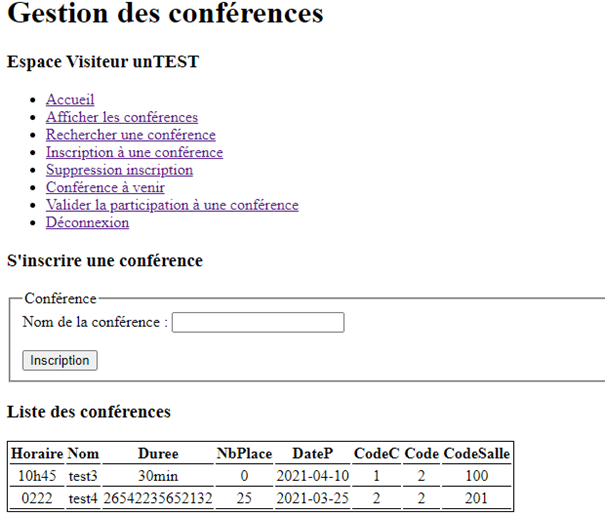 Gestion des conférences
Espace Visiteur unTEST
Accueil
Afficher les conférences
Rechercher une conférence
Inscription à une conférence
Suppression inscription
Conférence à venir
Valider la participation à une conférence
Déconnexion
S'inscrire une conférence
Conférence
Nom de la conférence :
Inscription
Liste des conférences
Horaire Nom Duree NbPlace DateP CodeC Code CodeSalle
10h45 test3 30min 0 2021-04-10 1 2 100
0222 test4 26542235652132 25 2021-03-25 2 2 201